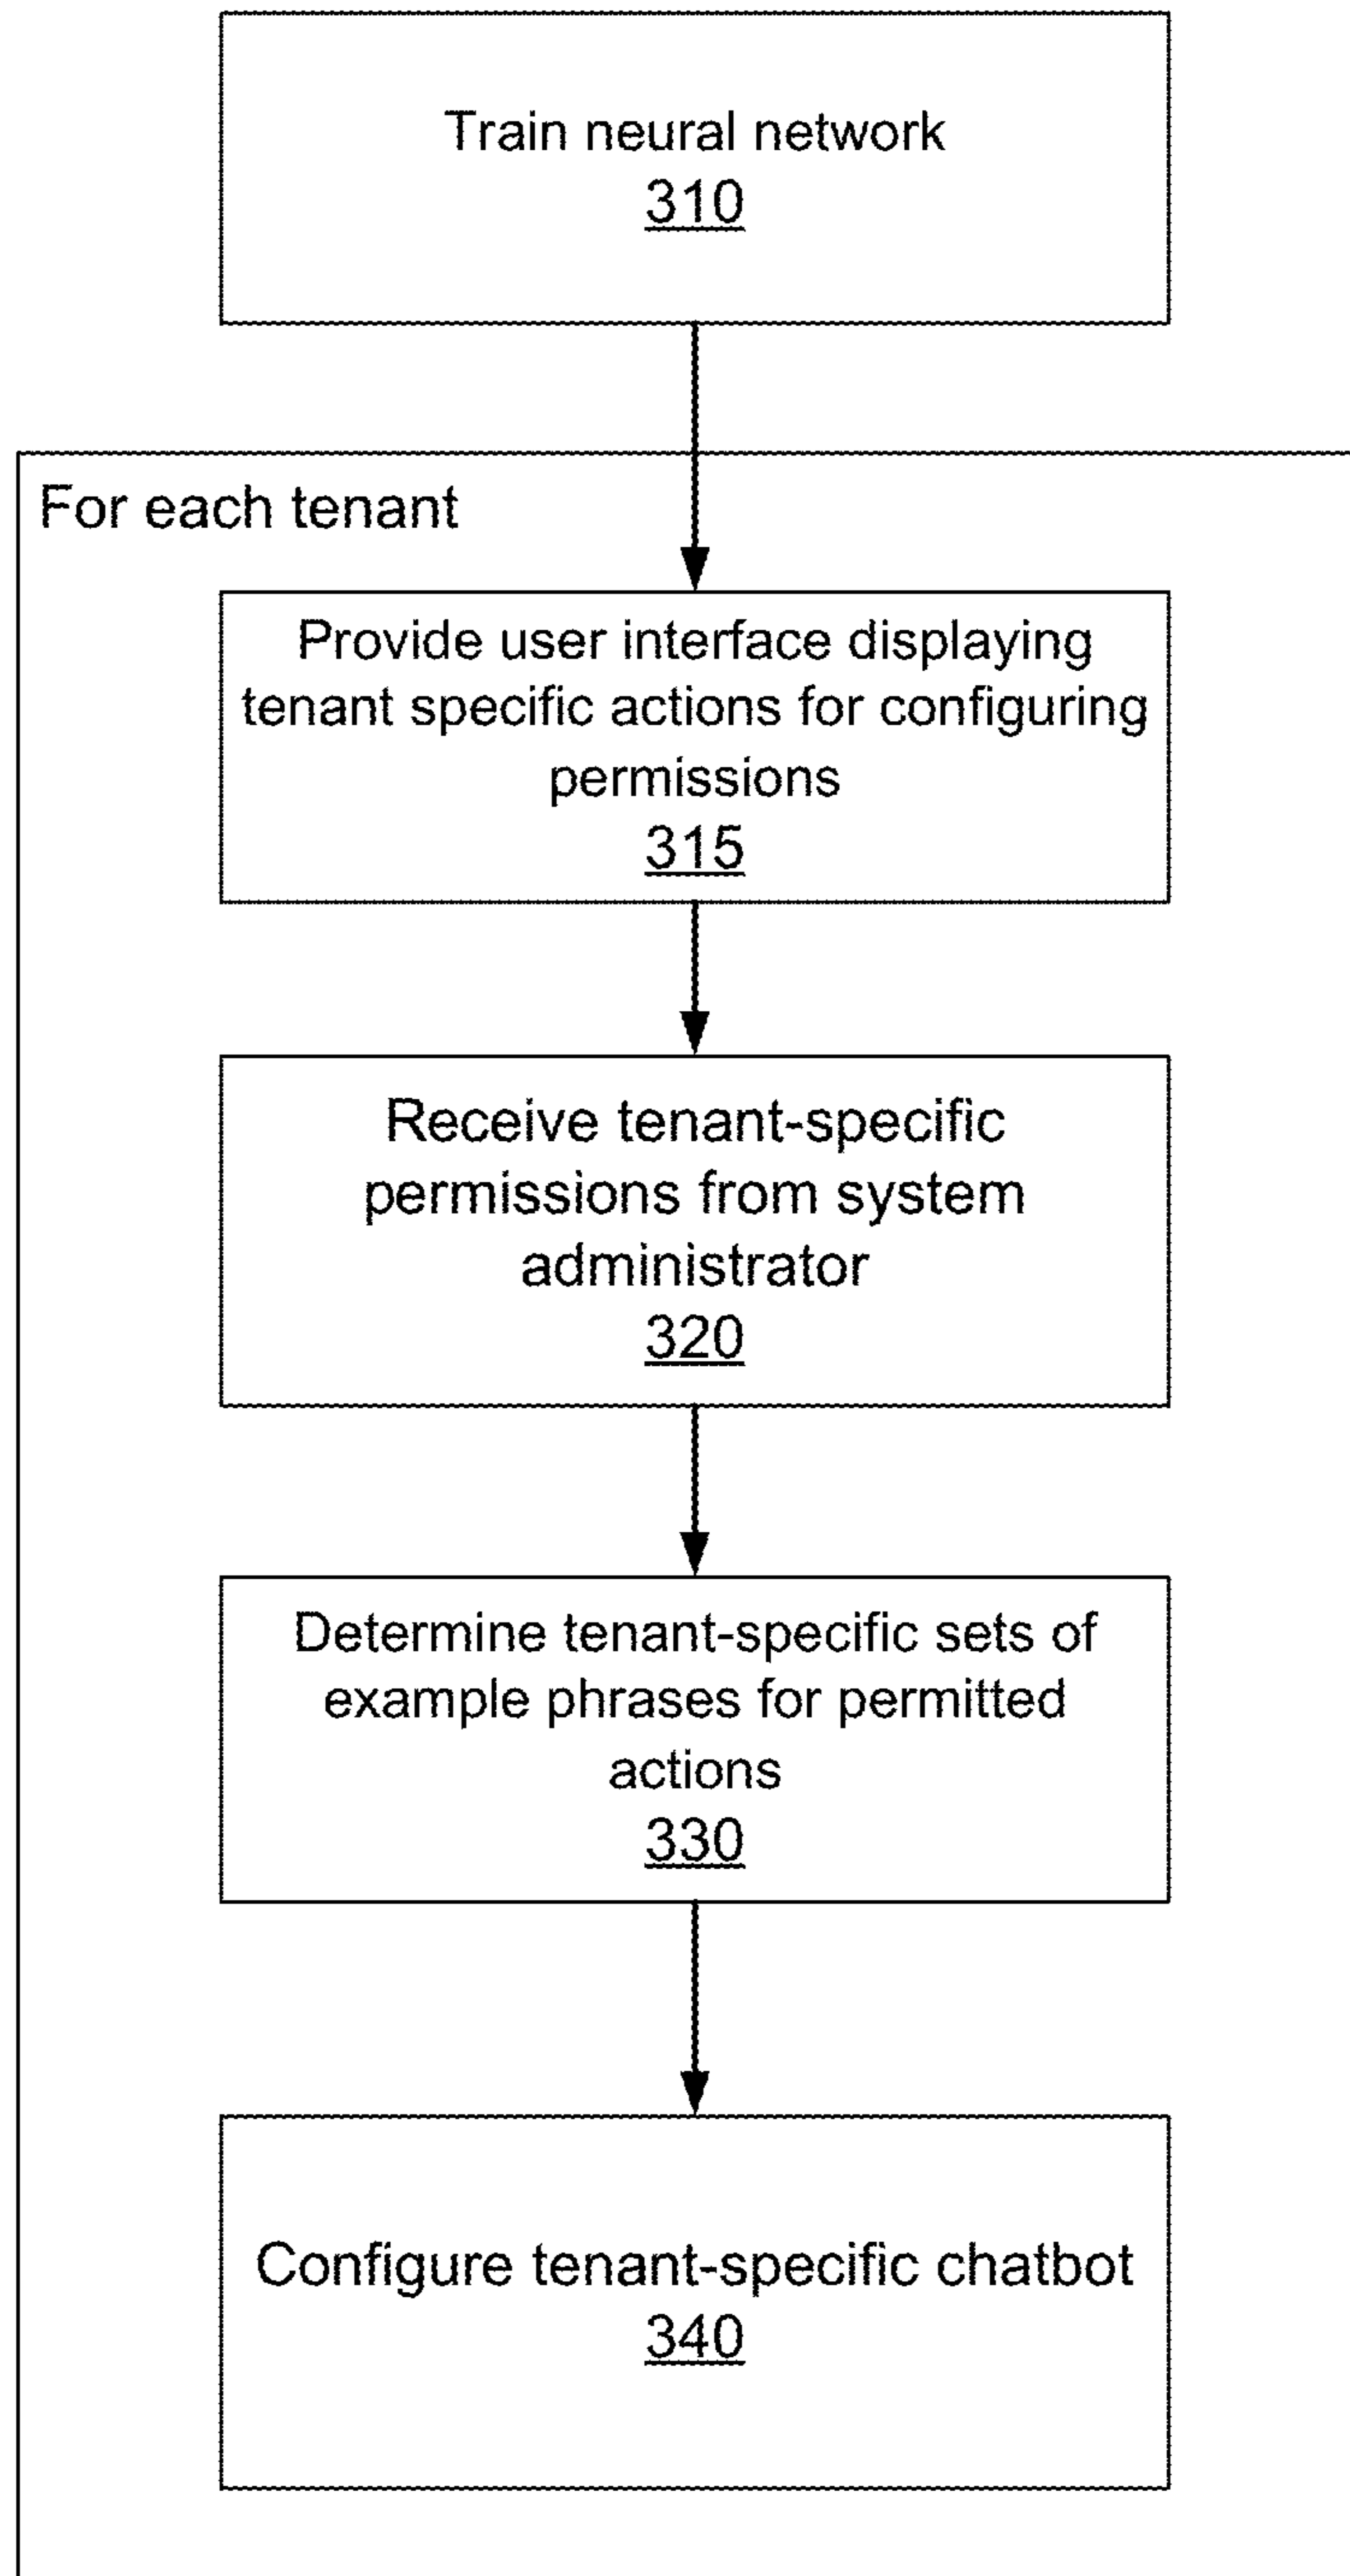 Train neural network
310
For each tenant
Provide user interface displaying
tenant specific actions for configuring
permissions
315
Receive tenant-specific
permissions from system
administrator
320
Determine tenant-specific sets of
example phrases for permitted
actions
330
Configure tenant-specific chatbot
340